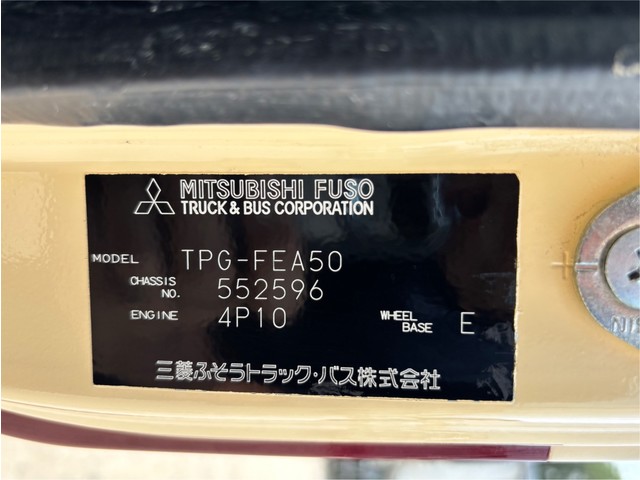 MITSUBISHI FUSO
TRUCK & BUS CORPORATION
MODEL TPG-FEA50
CHASSIS NO. 552596
ENGINE 4P10 WHEEL BASE E
三菱ふそうトラック・バス株式会社